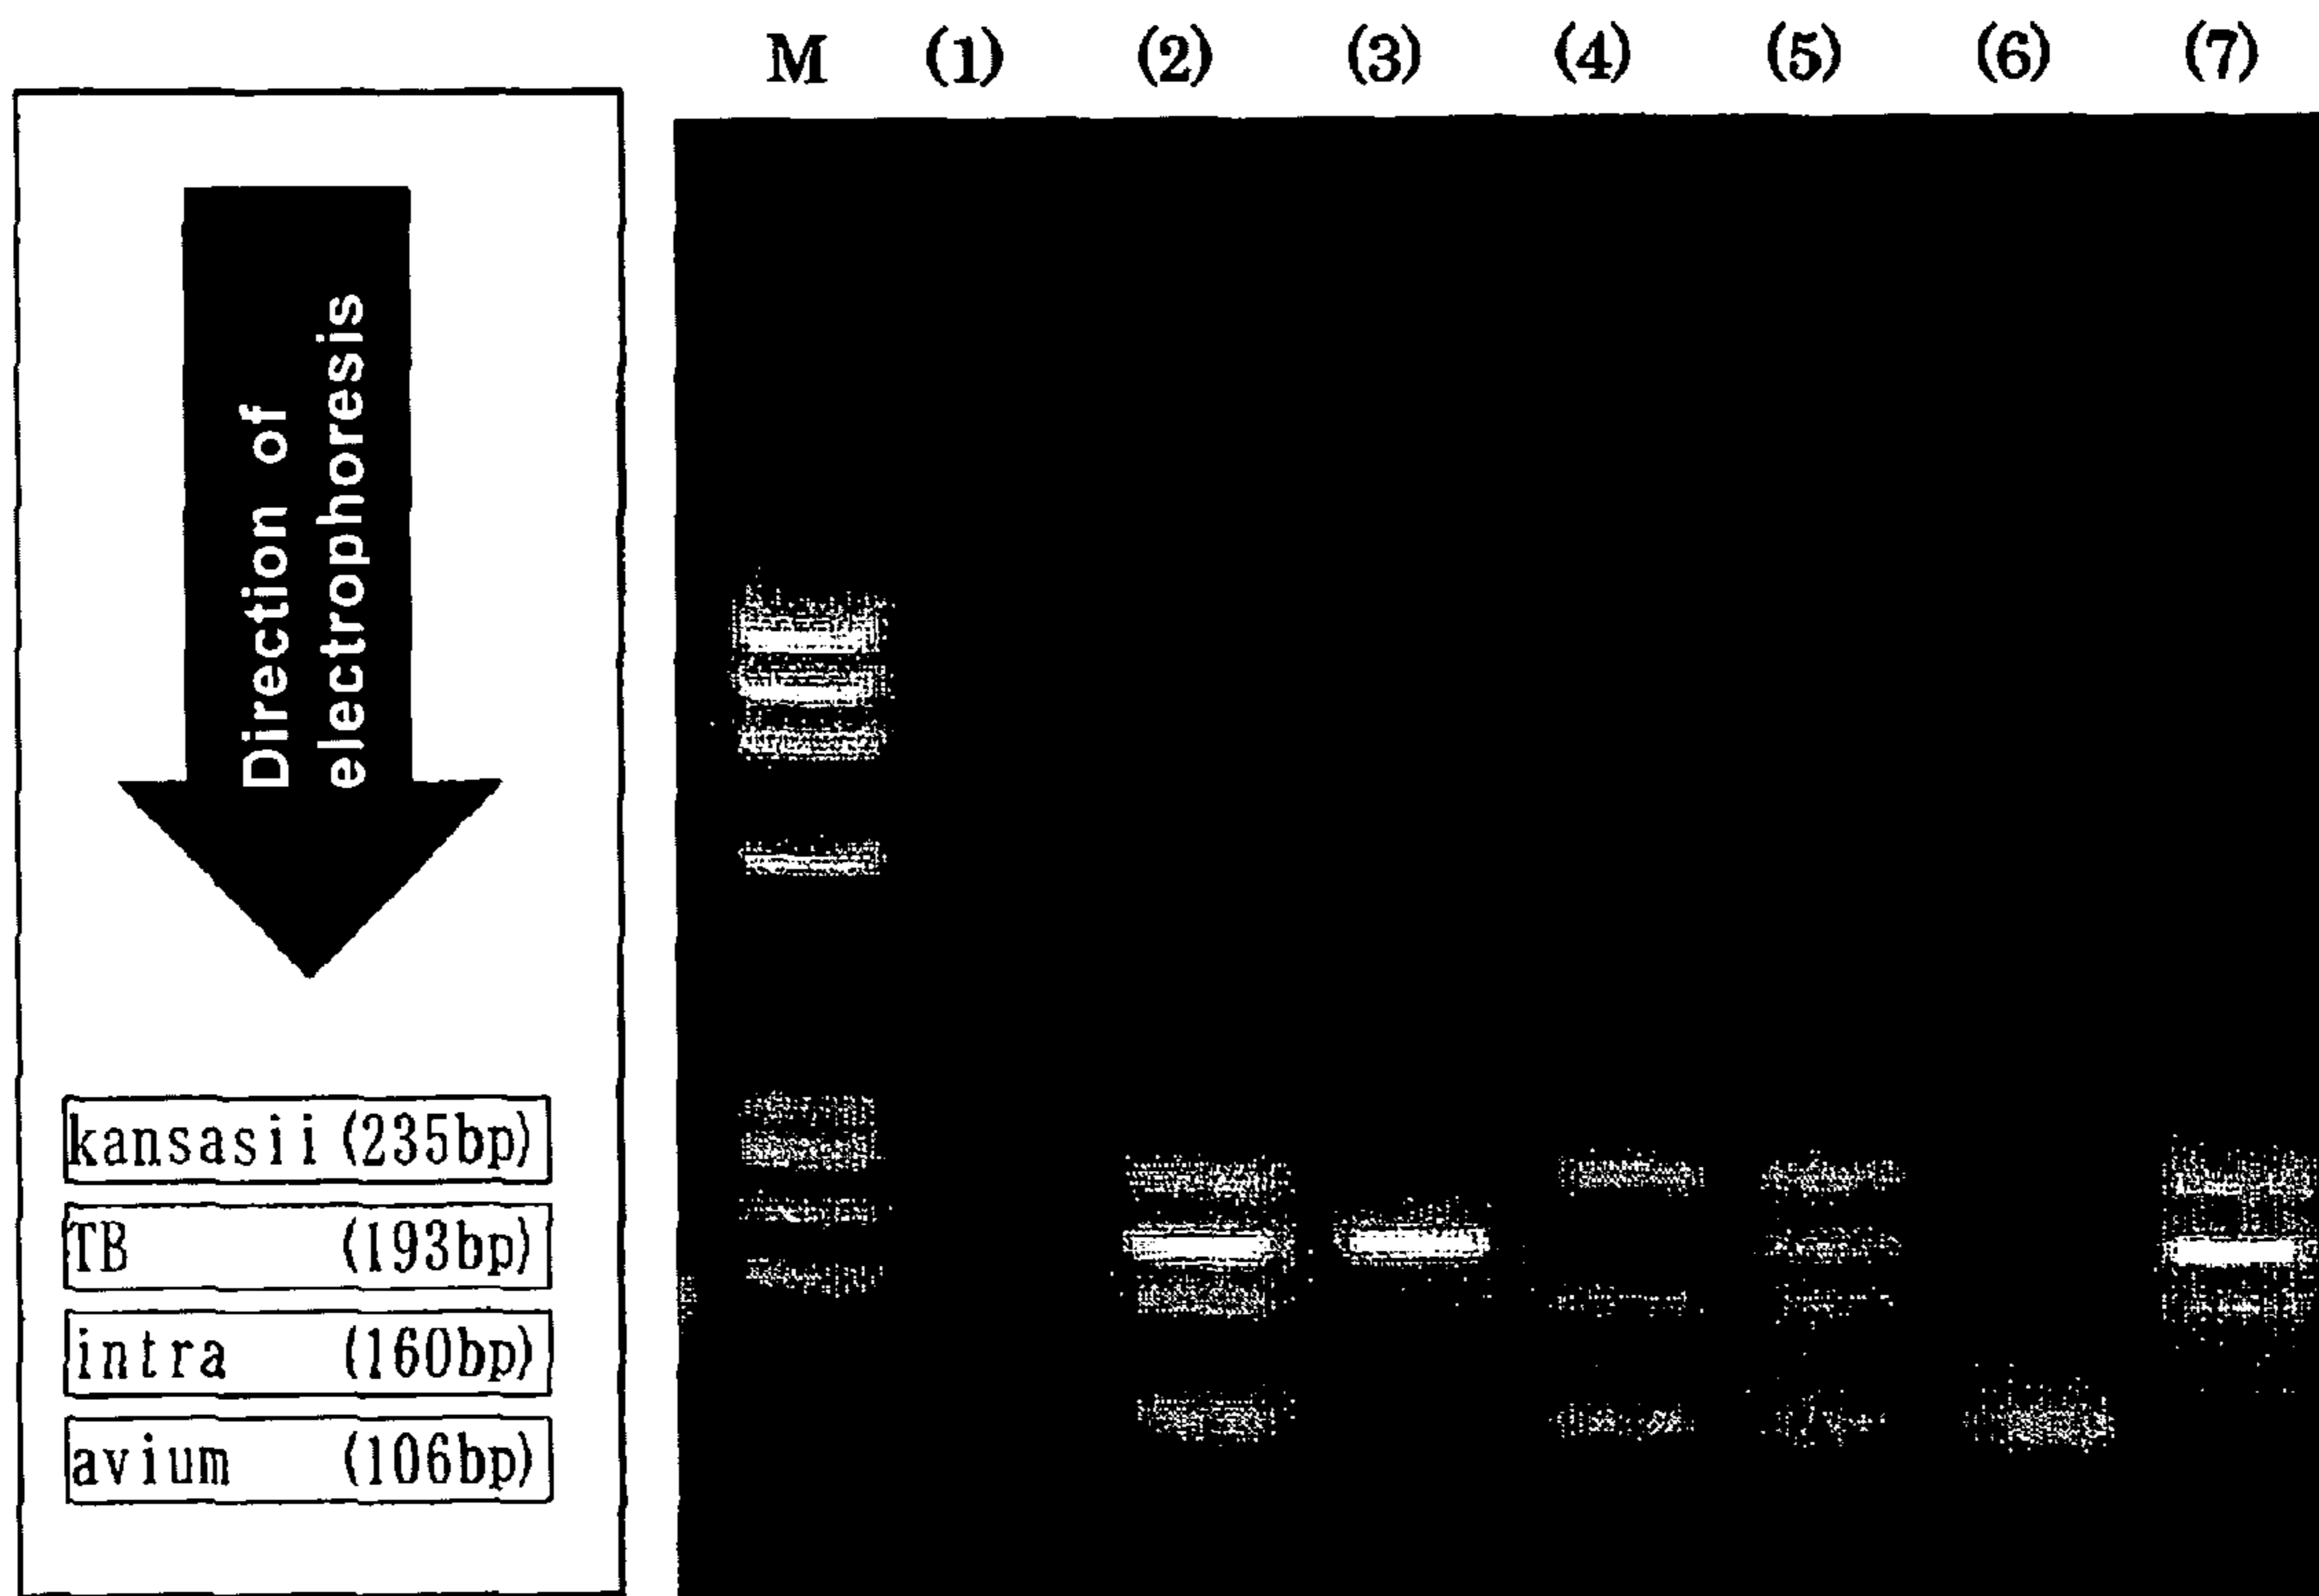 M (1) (2) (3) (4) (5) (6) (7)
Direction of
electrophoresis
kansasii (235bp)
TB (193bp)
intra (160bp)
avium (106bp)